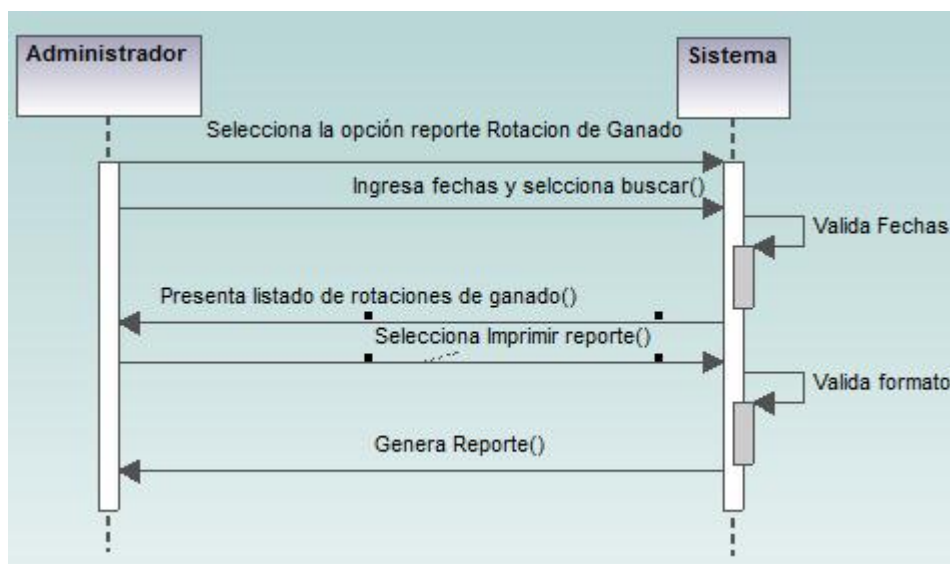 Administrador
Sistema
Selecciona la opción reporte Rotacion de Ganado
Ingresa fechas y selcciona buscar()
Valida Fechas
Presenta listado de rotaciones de ganado()
Selecciona Imprimir reporte()
Valida formato
Genera Reporte()